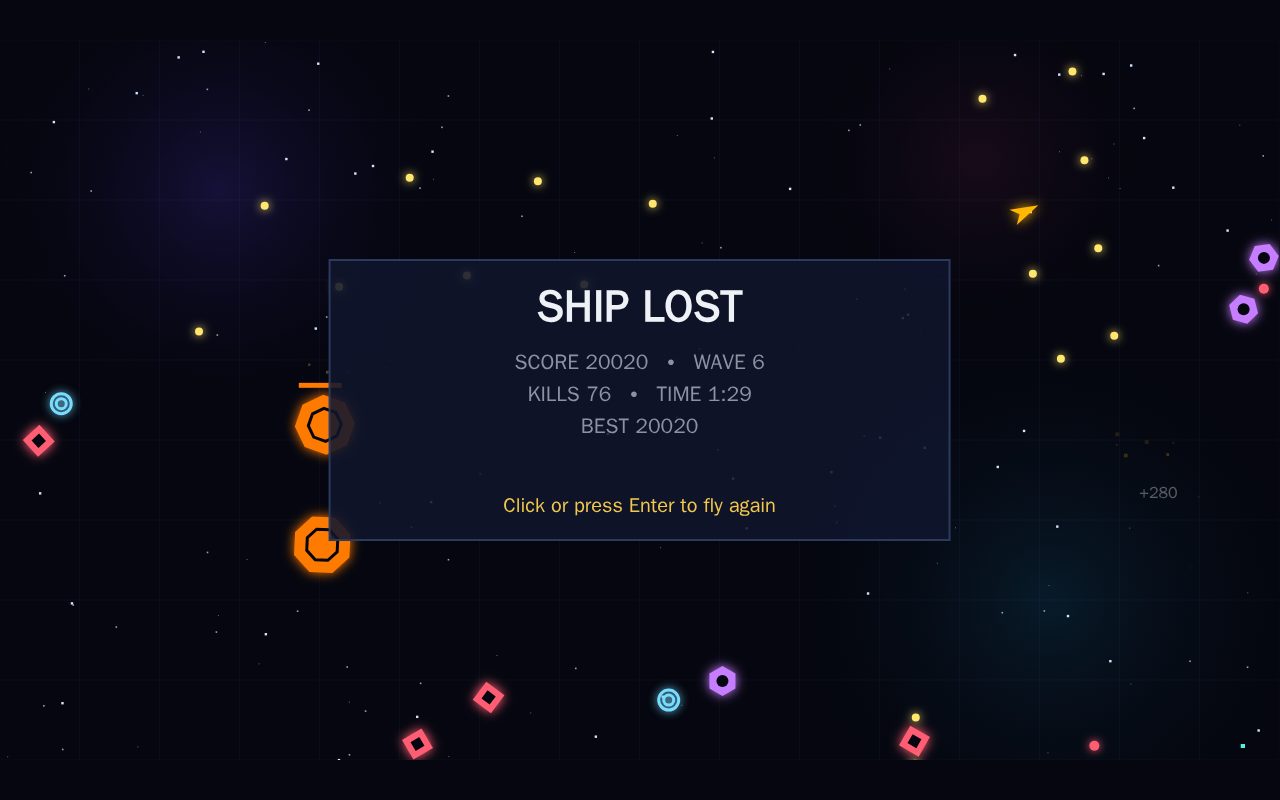 SHIP LOST
SCORE 20020 • WAVE 6
KILLS 76 • TIME 1:29
BEST 20020
+280
Click or press Enter to fly again